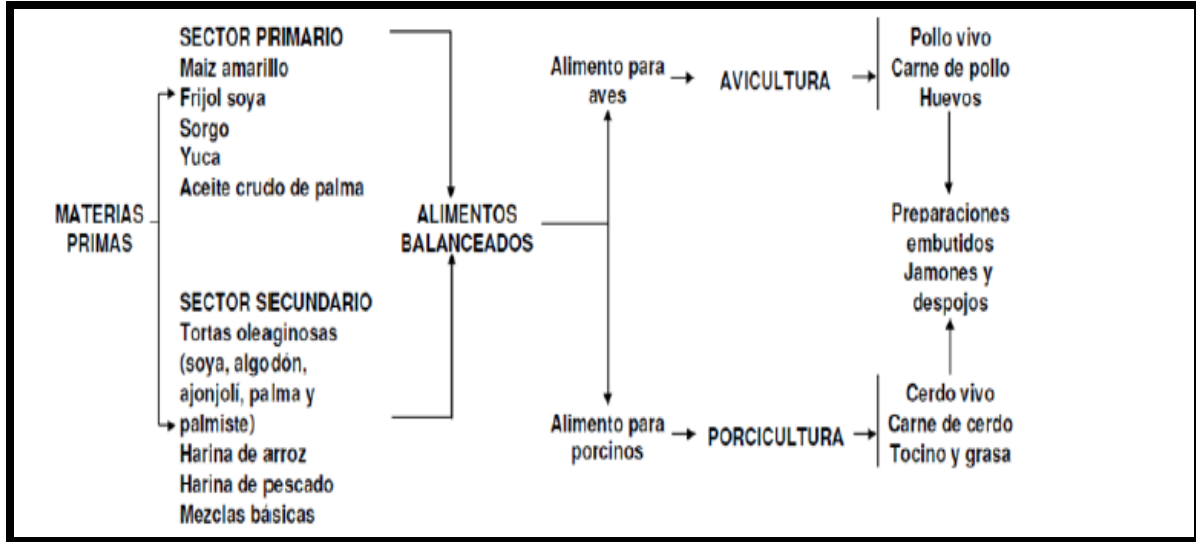 SECTOR PRIMARIO
Maiz amarillo
Frijol soya
Sorgo
Yuca
Aceite crudo de palma
MATERIAS
PRIMAS
SECTOR SECUNDARIO
Tortas oleaginosas
(soya, algodón,
ajonjolí, palma y
palmiste)
Harina de arroz
Harina de pescado
Mezclas básicas
ALIMENTOS
BALANCEADOS
Alimento para
aves
AVICULTURA
Pollo vivo
Carne de pollo
Huevos
Preparaciones
embutidos
Jamones y
despojos
Alimento para
porcinos
PORCICULTURA
Cerdo vivo
Carne de cerdo
Tocino y grasa